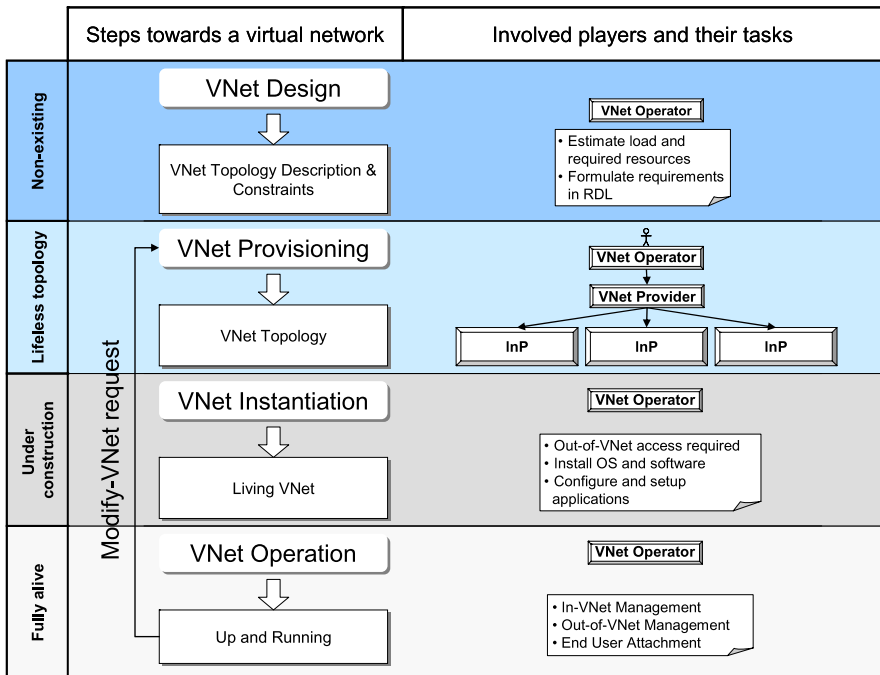 Steps towards a virtual network
Involved players and their tasks
Non-existing
VNet Design
VNet Topology Description &
Constraints
VNet Operator
• Estimate load and
required resources
• Formulate requirements
in RDL
Lifeless topology
VNet Provisioning
VNet Topology
VNet Operator
VNet Provider
InP
InP
InP
Modify-VNet request
Under
construction
VNet Instantiation
Living VNet
VNet Operator
• Out-of-VNet access required
• Install OS and software
• Configure and setup
applications
Fully alive
VNet Operation
Up and Running
VNet Operator
• In-VNet Management
• Out-of-VNet Management
• End User Attachment